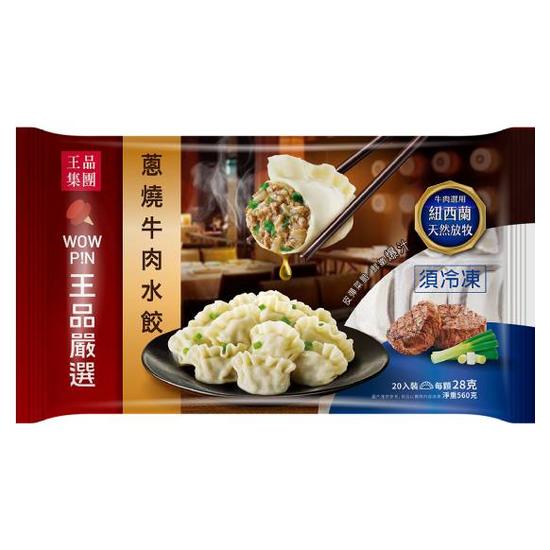 王品
集團
WOW
P!N
王品嚴選
蔥燒牛肉水餃
牛肉選用
紐西蘭
天然放牧
須冷凍
爆汁
20入裝
每顆28克
淨重560克